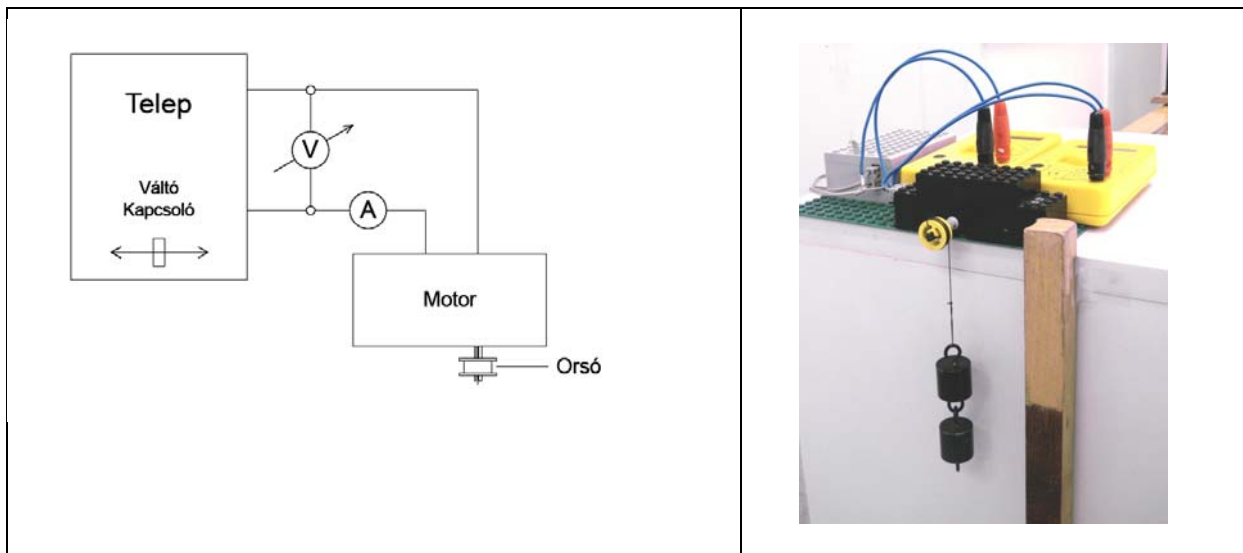 Telep
V
Váltó
Kapcsoló
A
Motor
Orsó